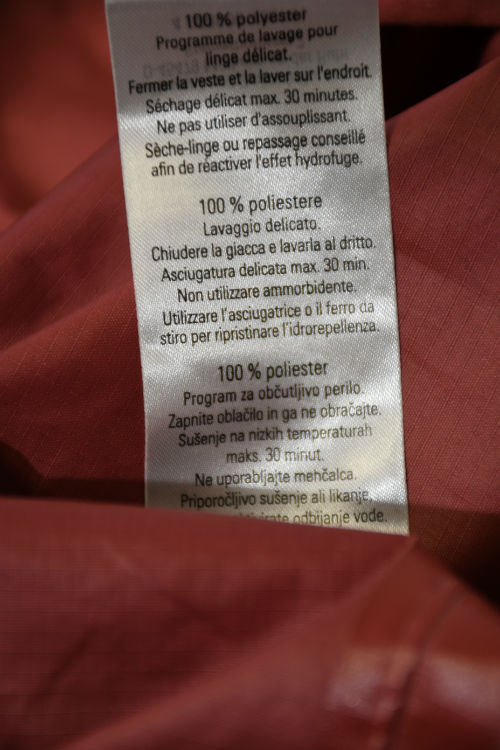 100 % polyester
Programme de lavage pour
linge délicat.
Fermer la veste et la laver sur l'endroit.
Séchage délicat max. 30 minutes.
Ne pas utiliser d'assouplissant.
Sèche-linge ou repassage conseillé
afin de réactiver l'effet hydrofuge.
100 % poliestere
Lavaggio delicato.
Chiudere la giacca e lavarla al dritto.
Asciugatura delicata max. 30 min.
Non utilizzare ammorbidente.
Utilizzare l'asciugatrice o il ferro da
stiro per ripristinare l'idrorepellenza.
100 % poliester
Program za občutljivo perilo.
Zapnite oblačilo in ga ne obračajte.
Sušenje na nizkih temperaturah
maks. 30 minut.
Ne uporabljajte mehčalca.
Priporočljivo sušenje ali likanje,
odbijanje vode.